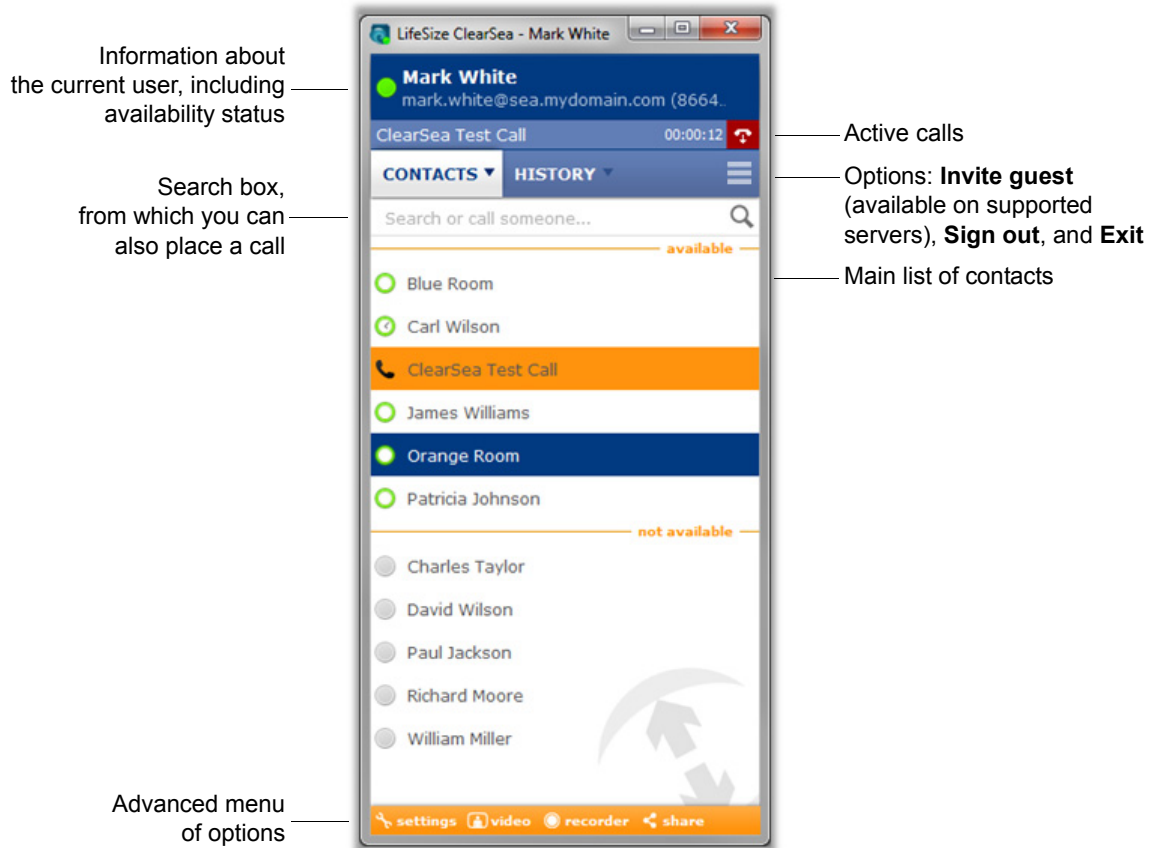 LifeSize ClearSea - Mark White
Information about
the current user, including
availability status
Mark White
mark.white@sea.mydomain.com (8664..
ClearSea Test Call 00:00:12
Active calls
CONTACTS HISTORY
Options: Invite guest
(available on supported
servers), Sign out, and Exit
Search box,
from which you can
also place a call
Search or call someone...
available
Main list of contacts
Blue Room
Carl Wilson
ClearSea Test Call
James Williams
Orange Room
Patricia Johnson
not available
Charles Taylor
David Wilson
Paul Jackson
Richard Moore
William Miller
Advanced menu
of options
settings video recorder share